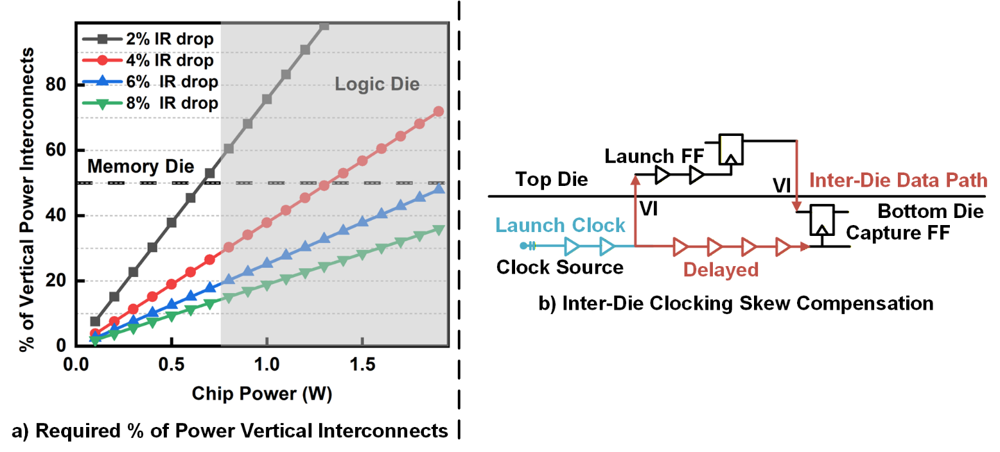 % of Vertical Power Interconnects
80
60
40
20
0
2% IR drop
4% IR drop
6% IR drop
8% IR drop
Logic Die
Memory Die
0.0 0.5 1.0 1.5
Chip Power (W)
a) Required % of Power Vertical Interconnects
Launch FF
Top Die
VI
Inter-Die Data Path
VI
Bottom Die
Launch Clock
Capture FF
Clock Source
Delayed
b) Inter-Die Clocking Skew Compensation